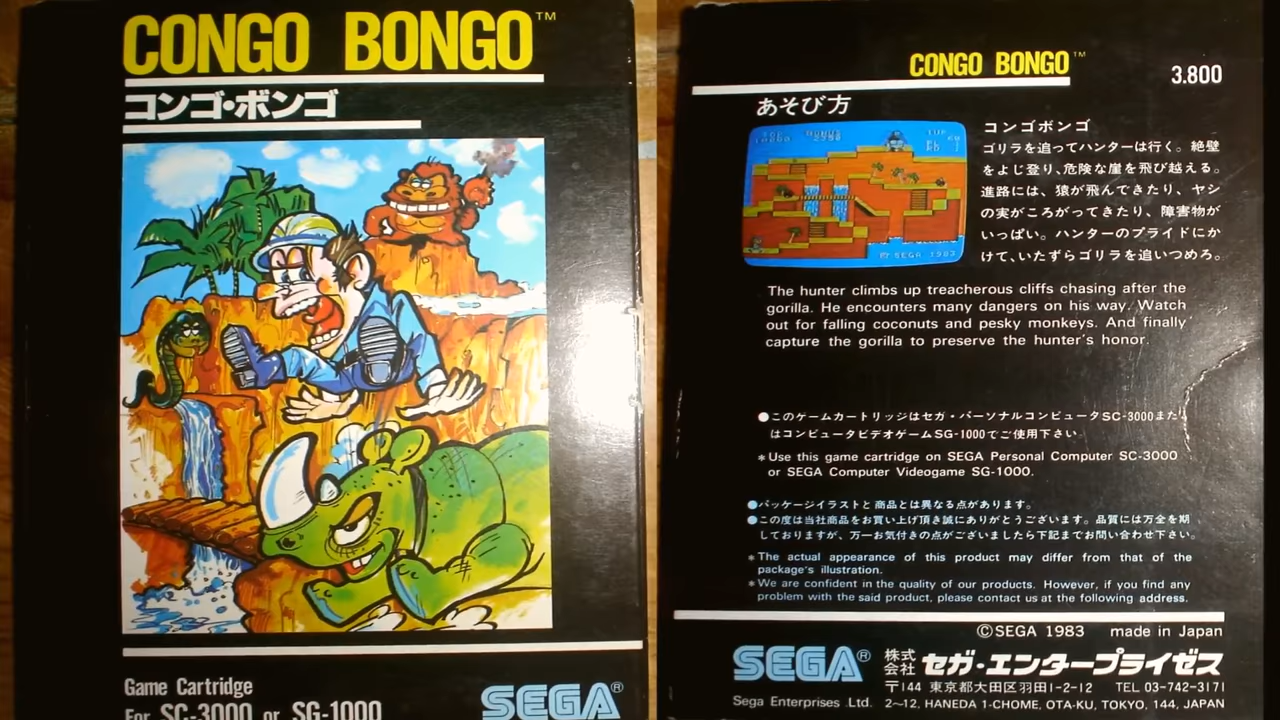 CONGO BONGO™
コンゴ・ボンゴ
Game Cartridge
For SC-3000 or SG-1000
SEGA®
CONGO BONGO™
3.800
あそび方
© SEGA 1983
コンゴボンゴ
ゴリラを追ってハンターは行く。絶壁
をよじ登り、危険な崖を飛び越える。
進路には、猿が飛んできたり、ヤシ
の実がころがってきたり、障害物が
いっぱい。ハンターのプライドにか
けて、いたずらゴリラを追いつめろ。
The hunter climbs up treacherous cliffs chasing after the
gorilla. He encounters many dangers on his way. Watch
out for falling coconuts and pesky monkeys. And finally
capture the gorilla to preserve the hunter's honor.
●このゲームカートリッジはセガ・パーソナルコンピュータSC-3000また
はコンピュータビデオゲームSG-1000でご使用下さい。
*Use this game cartridge on SEGA Personal Computer SC-3000
or SEGA Computer Videogame SG-1000.
●パッケージイラストと商品とは異なる点があります。
●この度は当社商品をお買い上げ頂き誠にありがとうございます。品質には万全を期
しておりますが、万一お気付きの点がございましたら下記までお問い合わせ下さい。
*The actual appearance of this product may differ from that of the
package's illustration.
*We are confident in the quality of our products. However, if you find any
problem with the said product, please contact us at the following address.
©SEGA 1983 made in Japan
SEGA® 株式会社 セガ・エンタープライゼス
〒144 東京都大田区羽田1-2-12 TEL 03-742-3171
Sega Enterprises Ltd. 2~12, HANEDA 1-CHOME, OTA-KU, TOKYO, 144, JAPAN